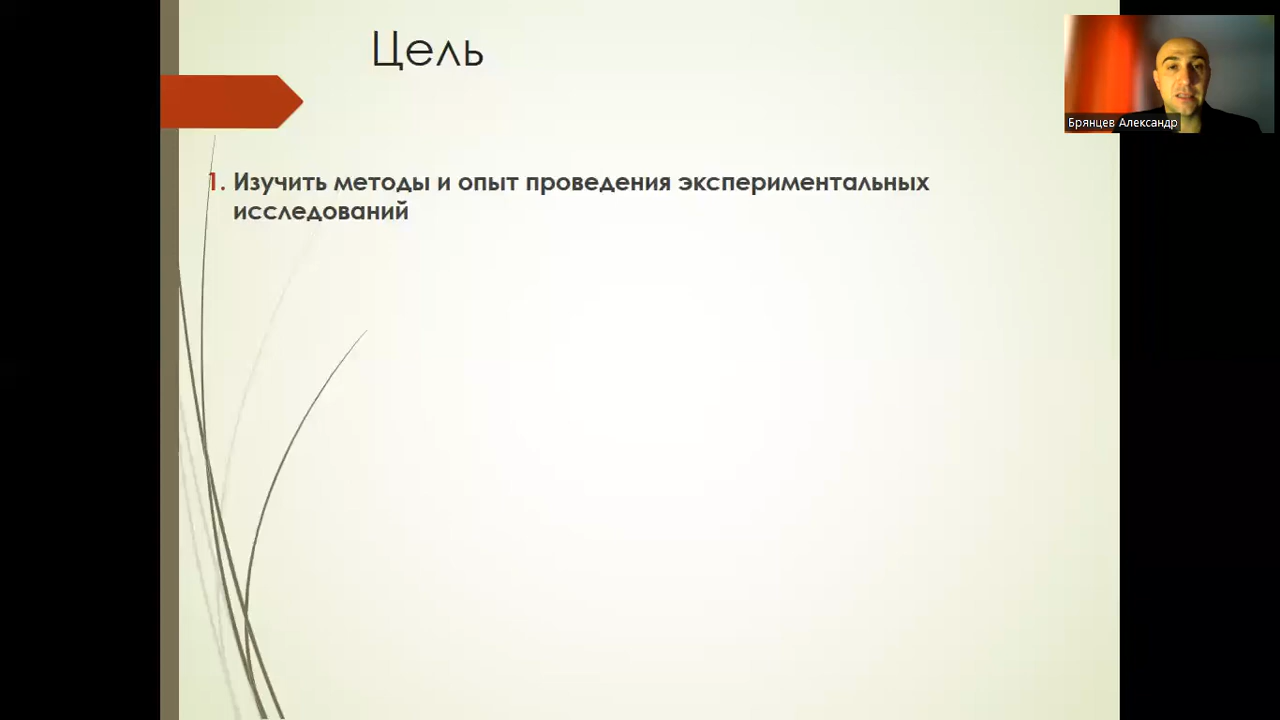 Цель
Брянцев Александр
1. Изучить методы и опыт проведения экспериментальных
исследований